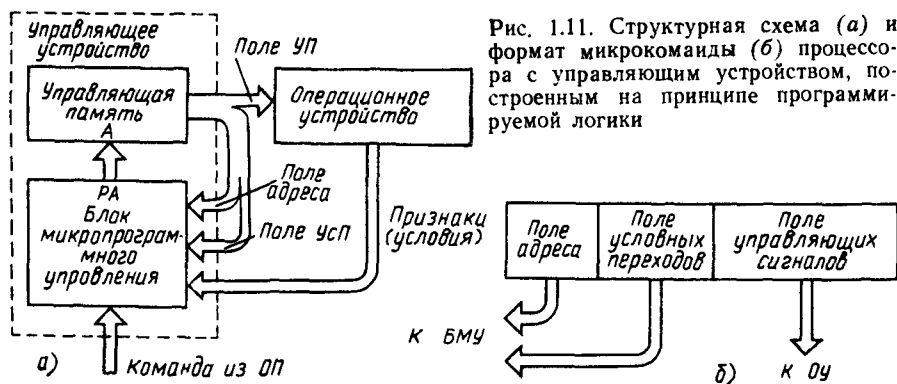 Управляющее
устройство
Управляющая
память
А
РА
Блок
микропрограм-
много
управления
Поле УП
Операционное
устройство
Поле
адреса
Поле УсП
Признаки
(условия)
а)
Команда из ОП
Рис. 1.11. Структурная схема (а) и
формат микрокоманды (б) процессо-
ра с управляющим устройством, по-
строенным на принципе программи-
руемой логики
Поле
адреса
Поле
условных
переходов
Поле
управляющих
сигналов
К БМУ
б)
К ОУ